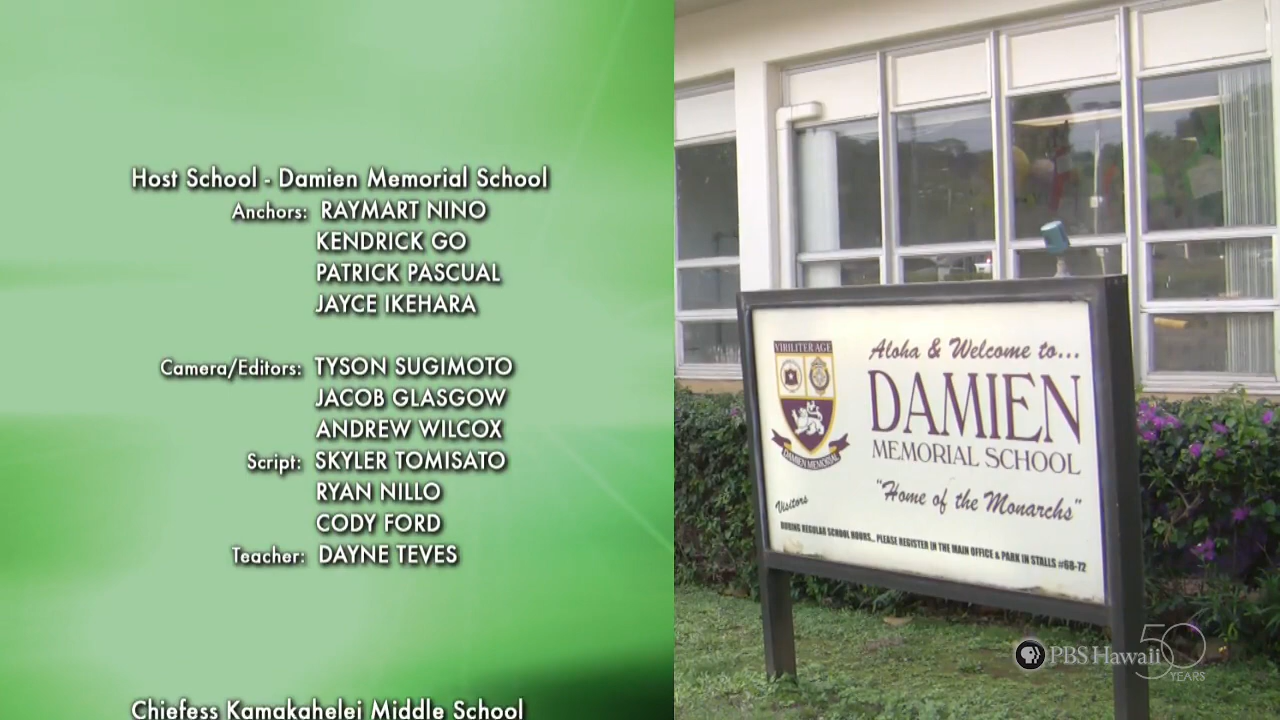 Host School - Damien Memorial School
Anchors: RAYMART NINO
KENDRICK GO
PATRICK PASCUAL
JAYCE IKEHARA
Camera/Editors: TYSON SUGIMOTO
JACOB GLASGOW
ANDREW WILCOX
Script: SKYLER TOMISATO
RYAN NILLO
CODY FORD
Teacher: DAYNE TEVES
Chiefess Kamakahelei Middle School
VIRILITER AGE
DAMIEN MEMORIAL
Aloha & Welcome to...
DAMIEN
MEMORIAL SCHOOL
"Home of the Monarchs"
Visitors
DURING REGULAR SCHOOL HOURS.. PLEASE REGISTER IN THE MAIN OFFICE & PARK IN STALLS #68-72
PBS Hawaii 50
YEARS